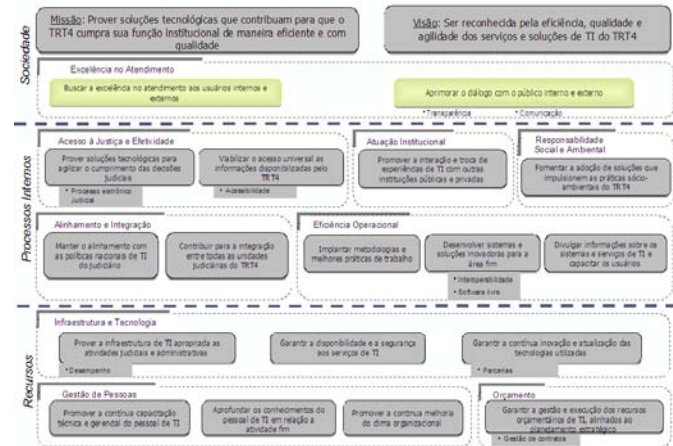 Missão: Prover soluções tecnológicas que contribuam para que o
TRT4 cumpra sua função institucional de maneira eficiente e com
qualidade
Visão: Ser reconhecida pela eficiência, qualidade e
agilidade dos serviços e soluções de TI do TRT4
Sociedade
Excelência no Atendimento
Buscar a excelência no atendimento aos usuários internos e
externos
Aprimorar o diálogo com o público interno e externo
• Transparência
• Comunicação
Processos Internos
Acesso à Justiça e Efetividade
Prover soluções tecnológicas para
agilizar o cumprimento das decisões
judiciais
• Processo eletrônico
Judicial
Viabilizar o acesso universal as
informações disponibilizadas pelo
TRT4
• Acessibilidade
Atuação Institucional
Promover a interação e troca de
experiências de TI com outras
instituições públicas e privadas
Responsabilidade
Social e Ambiental
Fomentar a adoção de soluções que
impulsionem as práticas sócio-
ambientais do TRT4
Alinhamento e Integração
Manter o alinhamento com
as políticas nacionais de TI
do judiciário
Contribuir para a integração
entre todas as unidades
judiciárias do TRT4
Eficiência Operacional
Implantar metodologias e
melhores práticas de trabalho
Desenvolver sistemas e
soluções inovadoras para a
área fim
• Interoperabilidade
• Software livre
Divulgar informações sobre os
sistemas e serviços de TI e
capacitar os usuários
Recursos
Infraestrutura e Tecnologia
Prover a infraestrutura de TI apropriada as
atividades judiciais e administrativas
• Desempenho
Garantir a disponibilidade e a segurança
aos serviços de TI
Garantir a contínua inovação e atualização das
tecnologias utilizadas
• Parcerias
Gestão de Pessoas
Promover a contínua capacitação
técnica e gerencial do pessoal de TI
Aprofundar os conhecimentos do
pessoal de TI em relação a
atividade fim
Promover a contínua melhoria
do clima organizacional
Orçamento
Garantir a gestão e execução dos recursos
orçamentários de TI, alinhados ao
planejamento estratégico
• Gestão de contratos